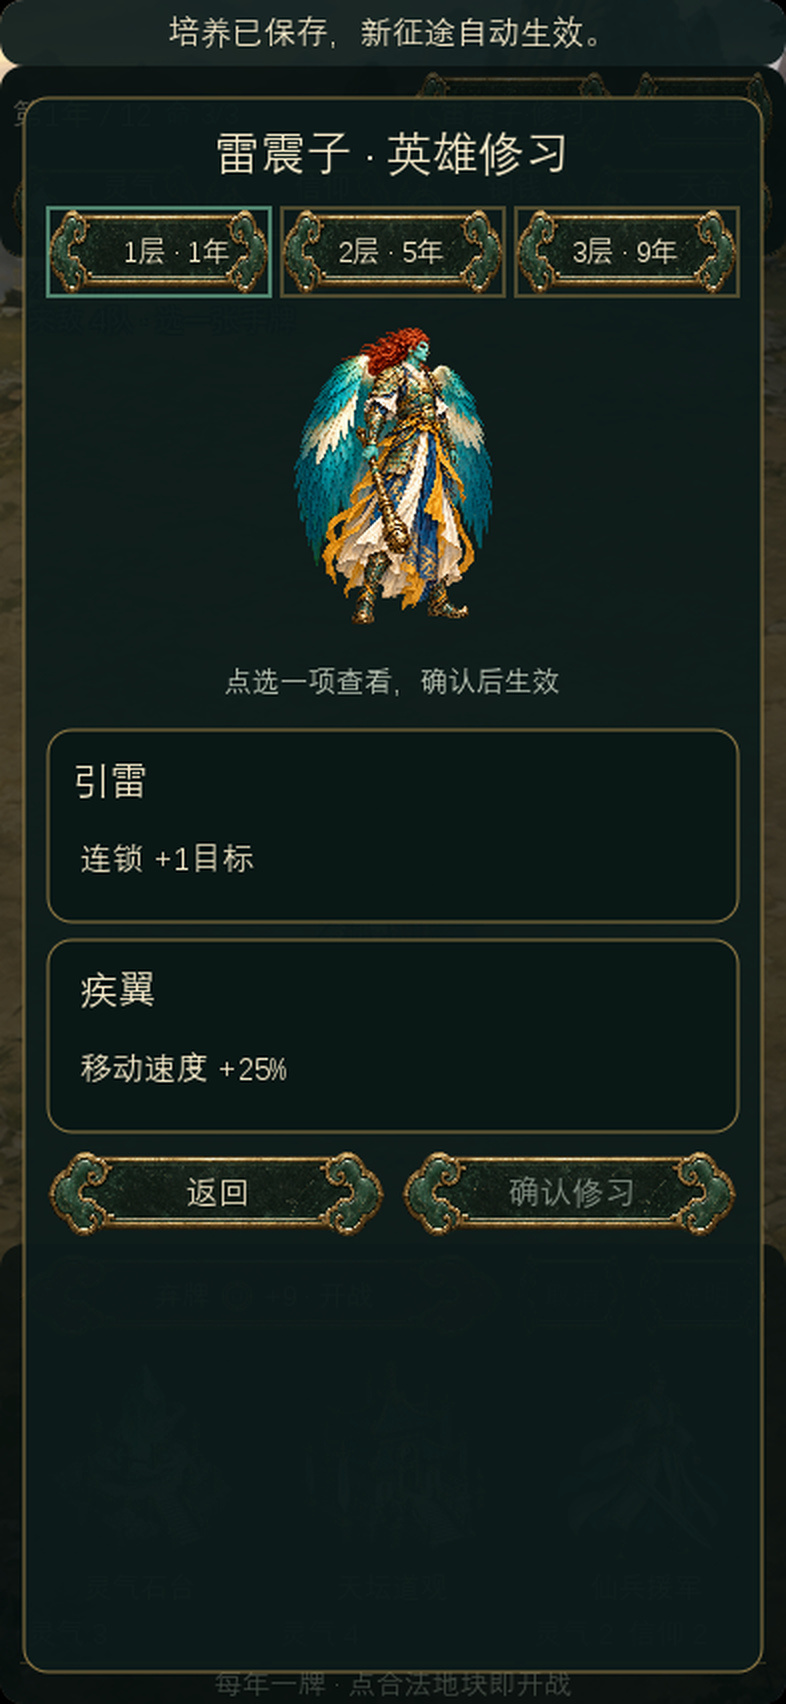 培养已保存，新征途自动生效。
雷震子 · 英雄修习
1层 · 1年
2层 · 5年
3层 · 9年
点选一项查看，确认后生效
引雷
连锁 +1目标
疾翼
移动速度 +25%
返回
确认修习
每年一牌 · 点合法地块即开战